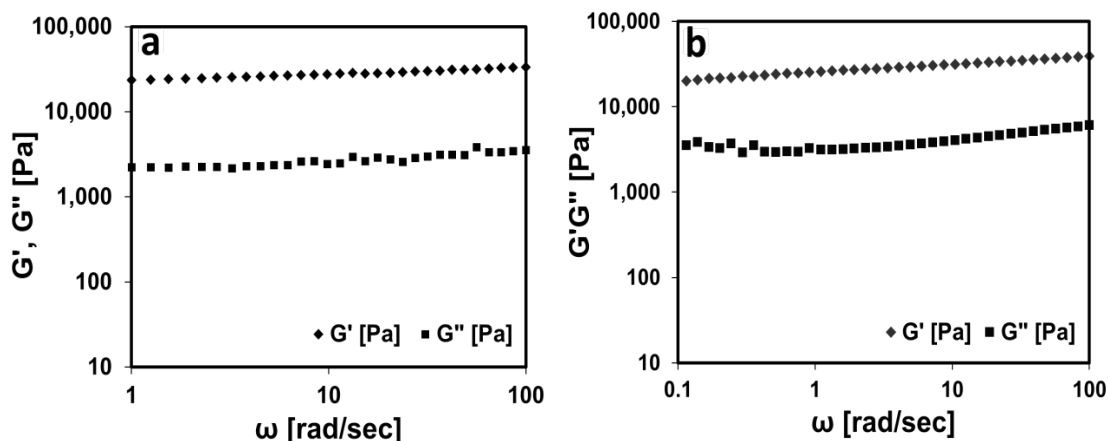 a
100,000
10,000
1,000
100
10
G', G" [Pa]
G' [Pa] G" [Pa]
1 10 100
ω [rad/sec]
b
100,000
10,000
1,000
100
10
G'G" [Pa]
G' [Pa] G" [Pa]
0.1 1 10 100
ω [rad/sec]